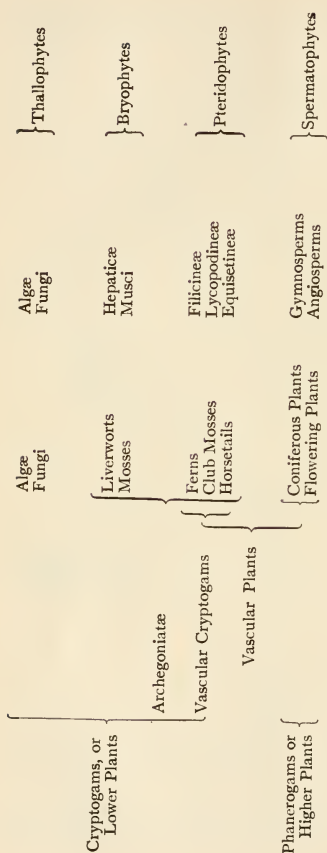 Algæ Algæ
Fungi Fungi } Thallophytes
Cryptogams, or
Lower Plants
Liverworts Hepaticæ
Mosses Musci } Bryophytes
Archegoniatæ
Vascular Cryptogams
Ferns Filicineæ
Club Mosses Lycopodineæ } Pteridophytes
Horsetails Equisetineæ
Vascular Plants
Phanerogams or
Higher Plants
Coniferous Plants Gymnosperms
Flowering Plants Angiosperms } Spermatophytes